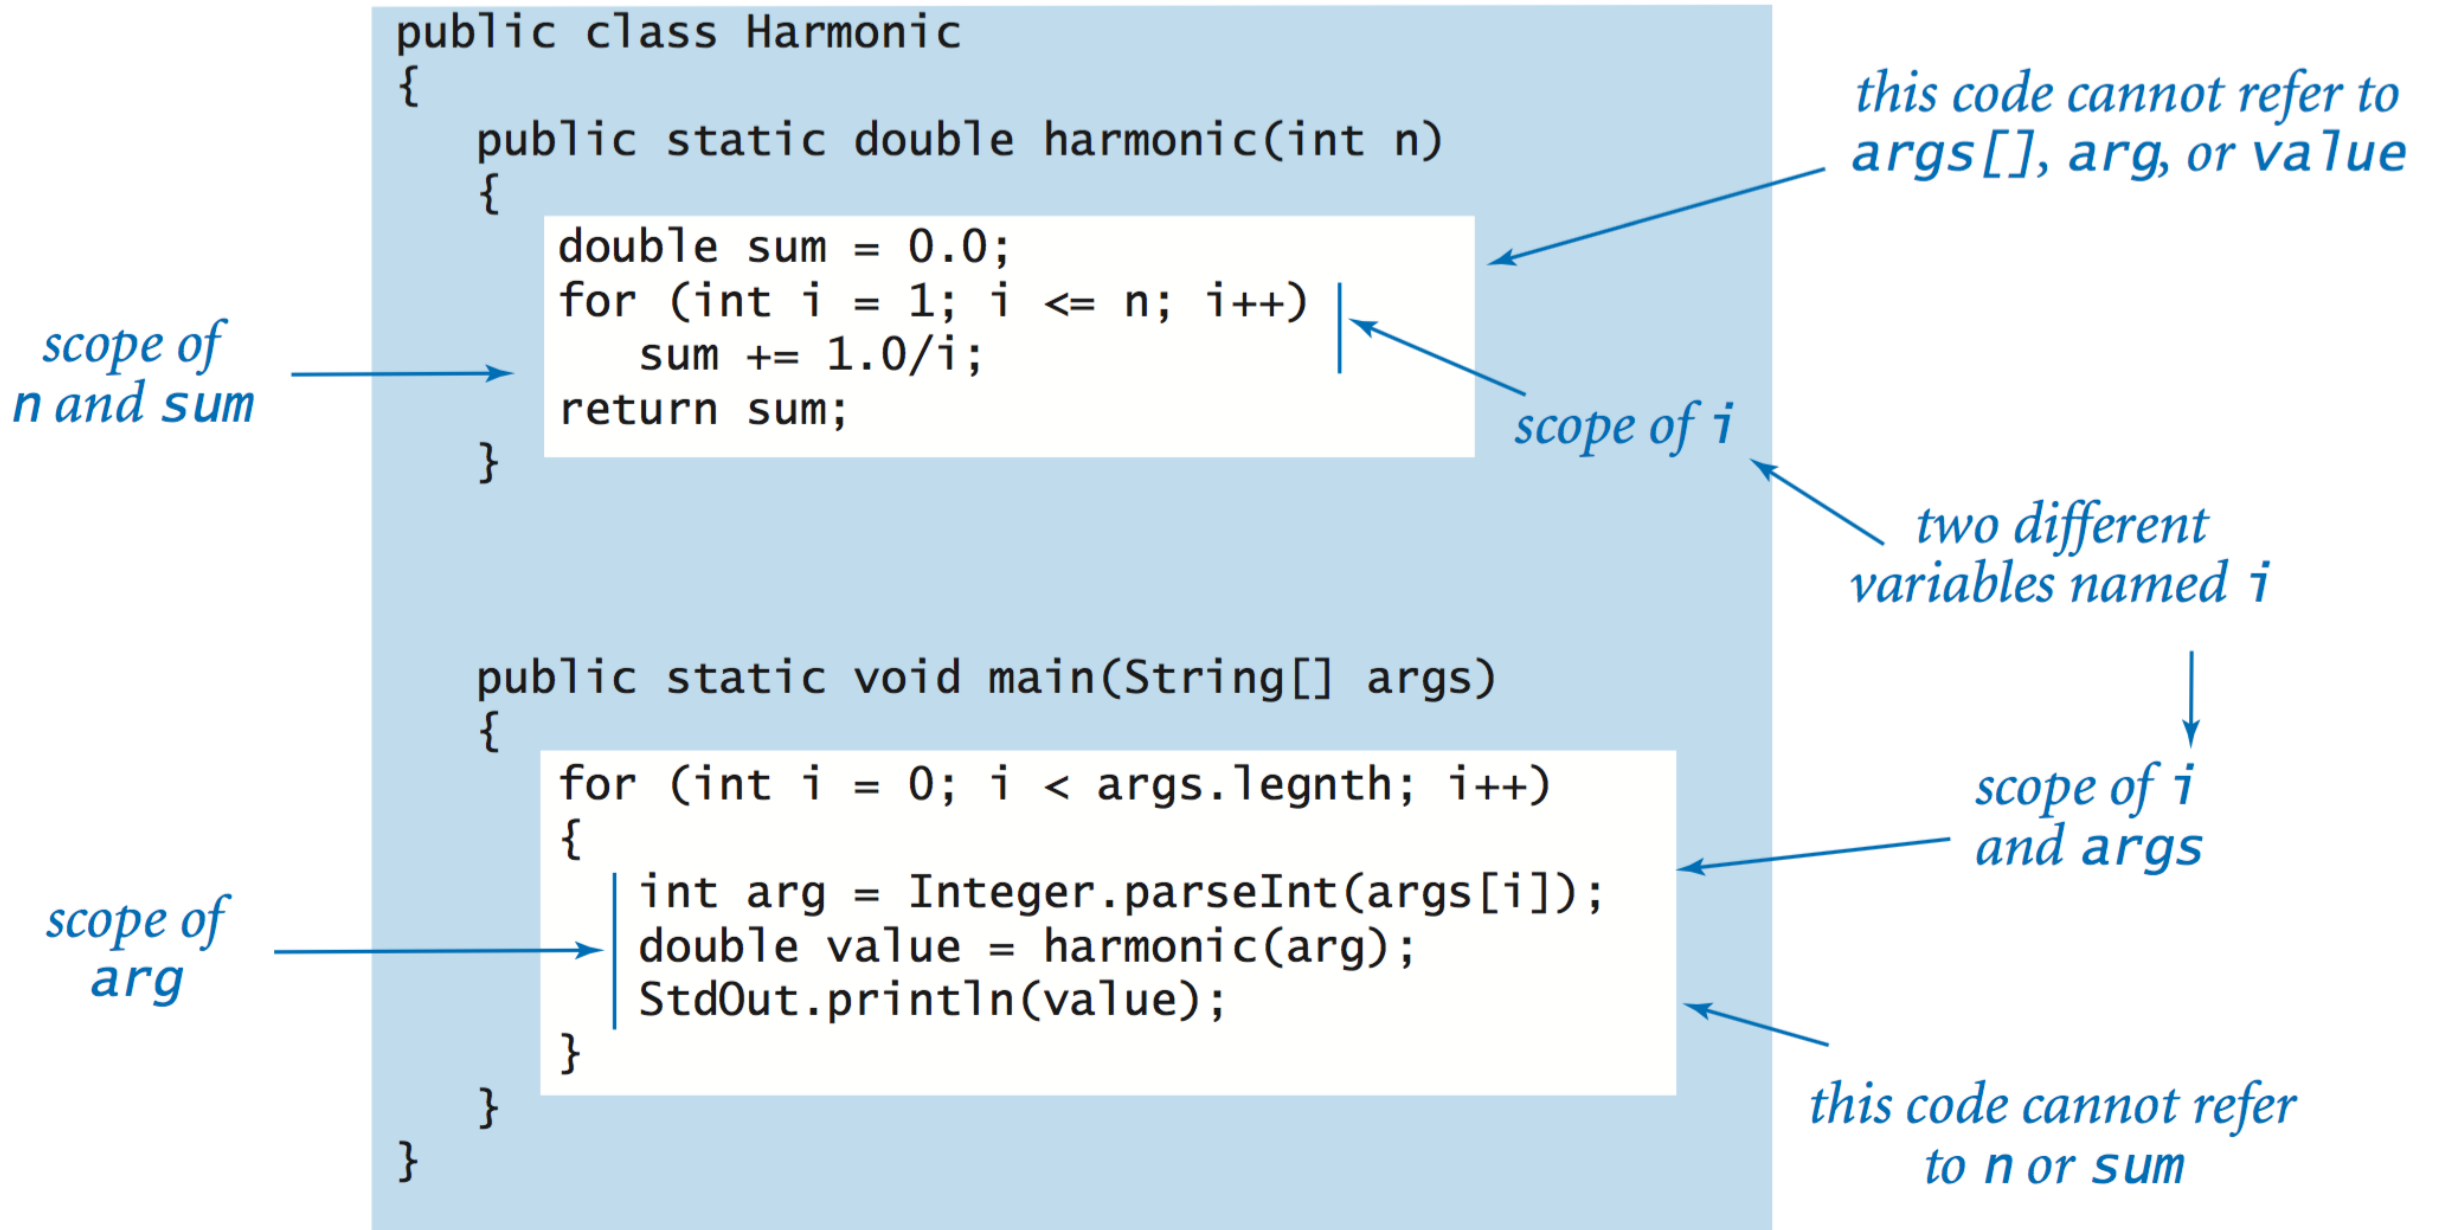 public class Harmonic
{
public static double harmonic(int n)
{
double sum = 0.0;
for (int i = 1; i <= n; i++)
sum += 1.0/i;
return sum;
}
public static void main(String[] args)
{
for (int i = 0; i < args.legnth; i++)
{
int arg = Integer.parseInt(args[i]);
double value = harmonic(arg);
StdOut.println(value);
}
}
}
scope of
n and sum
scope of
arg
this code cannot refer to
args[], arg, or value
scope of i
two different
variables named i
scope of i
and args
this code cannot refer
to n or sum